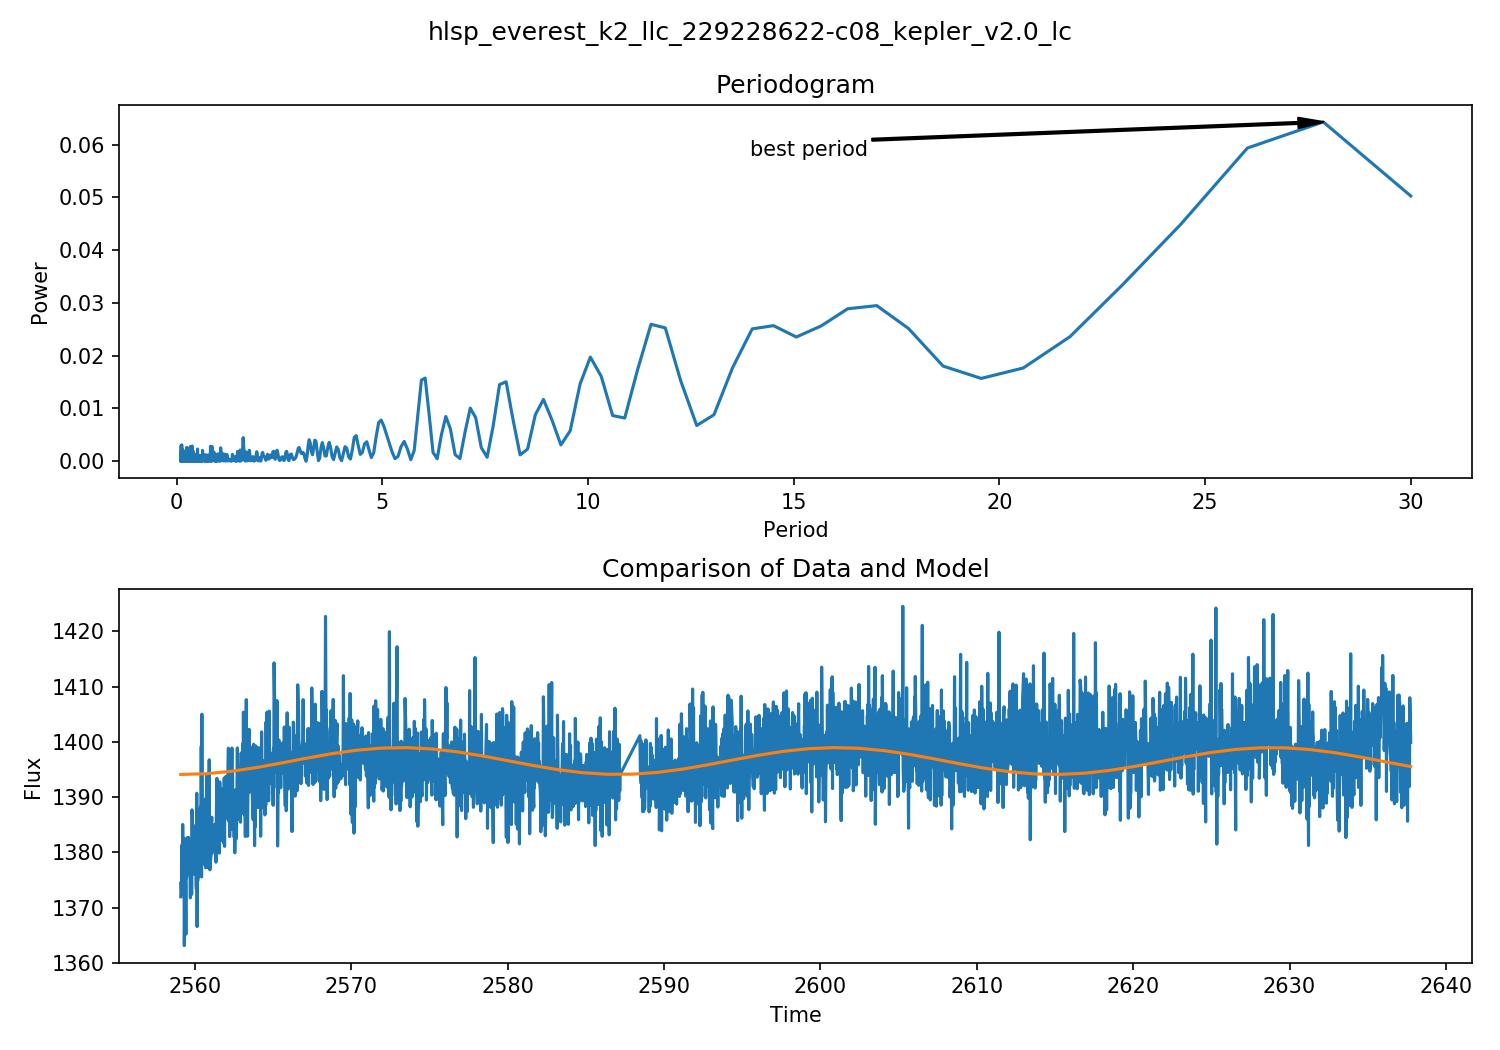 hlsp_everest_k2_llc_229228622-c08_kepler_v2.0_lc
Periodogram
best period
Power
0.06
0.05
0.04
0.03
0.02
0.01
0.00
0 5 10 15 20 25 30
Period
Comparison of Data and Model
Flux
1420
1410
1400
1390
1380
1370
1360
2560 2570 2580 2590 2600 2610 2620 2630 2640
Time